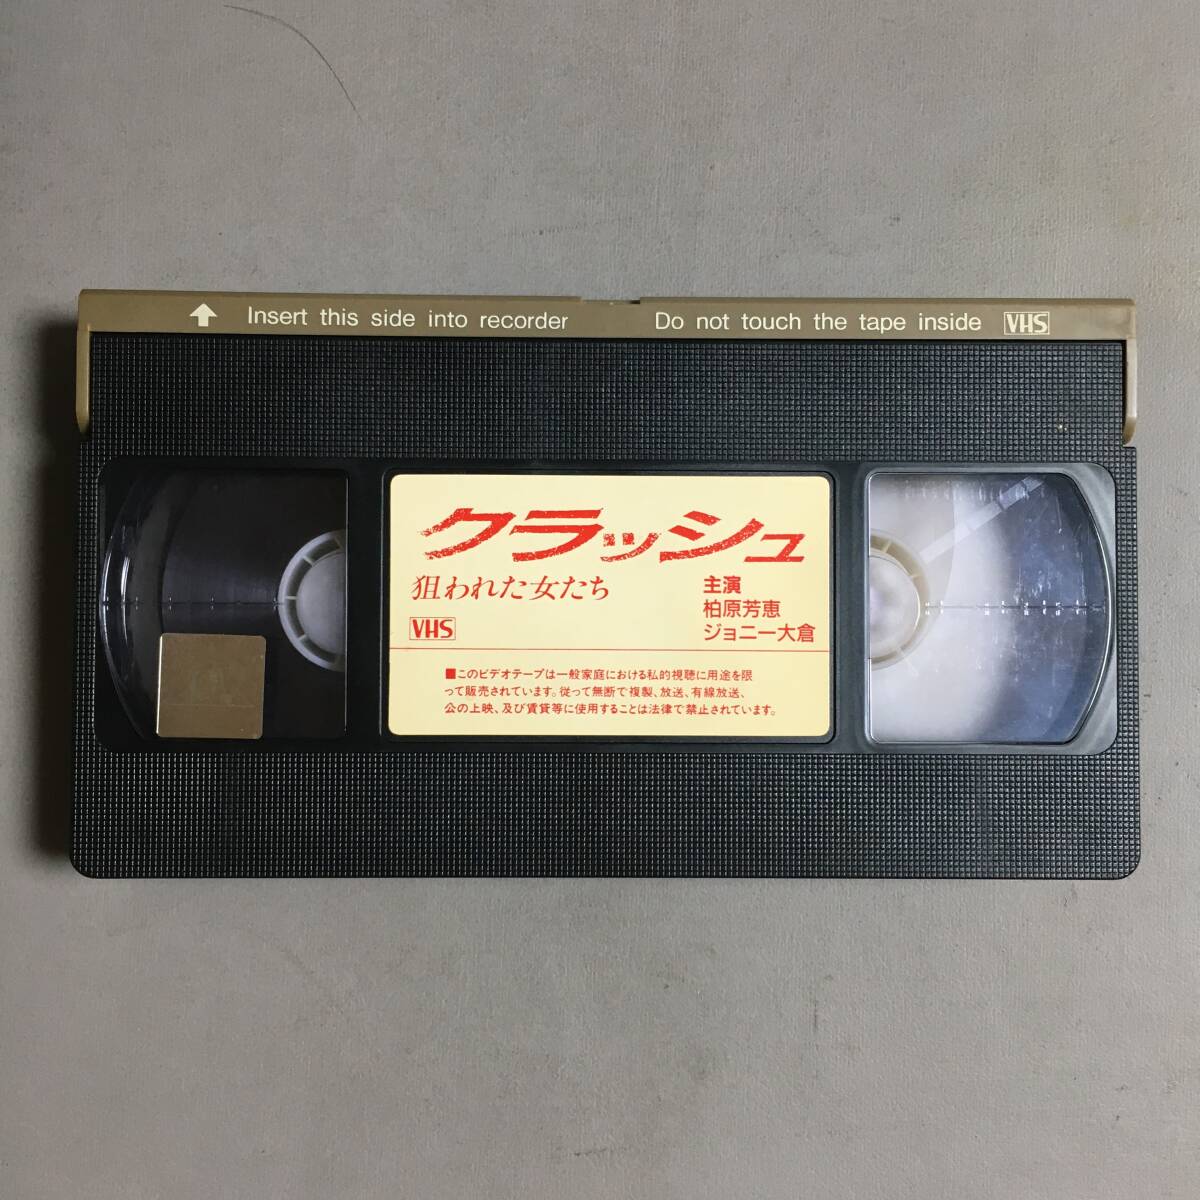 Insert this side into recorder Do not touch the tape inside VHS
クラッシュ
狙われた女たち
主演
柏原芳恵
ジョニー大倉
VHS
■このビデオテープは一般家庭における私的視聴に用途を限
って販売されています。従って無断で複製、放送、有線放送、
公の上映、及び賃貸等に使用することは法律で禁止されています。